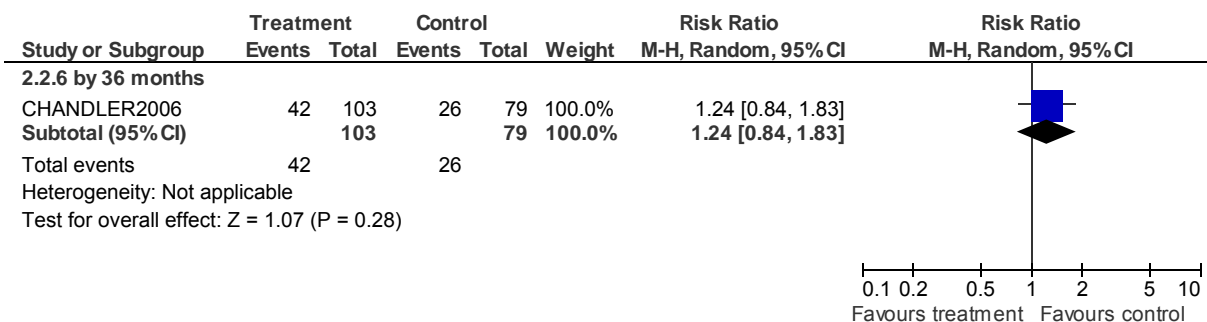 Treatment Control Risk Ratio Risk Ratio
Study or Subgroup Events Total Events Total Weight M-H, Random, 95% CI M-H, Random, 95% CI
2.2.6 by 36 months
CHANDLER2006 42 103 26 79 100.0% 1.24 [0.84, 1.83]
Subtotal (95% CI) 103 79 100.0% 1.24 [0.84, 1.83]
Total events 42 26
Heterogeneity: Not applicable
Test for overall effect: Z = 1.07 (P = 0.28)
0.1 0.2 0.5 1 2 5 10
Favours treatment Favours control